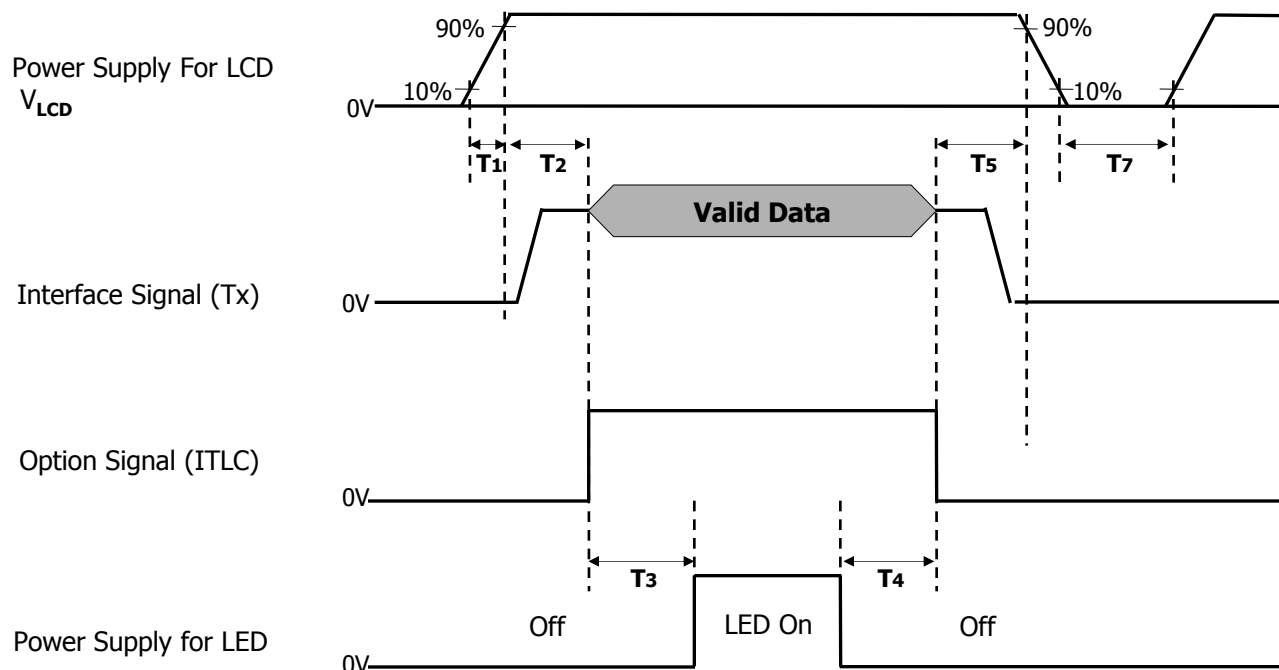 90% 90%
Power Supply For LCD
10% 10%
VLCD
0V
T1 T2 T5 T7
Valid Data
Interface Signal (Tx)
0V
Option Signal (ITLC)
0V
T3 T4
Off LED On Off
Power Supply for LED
0V